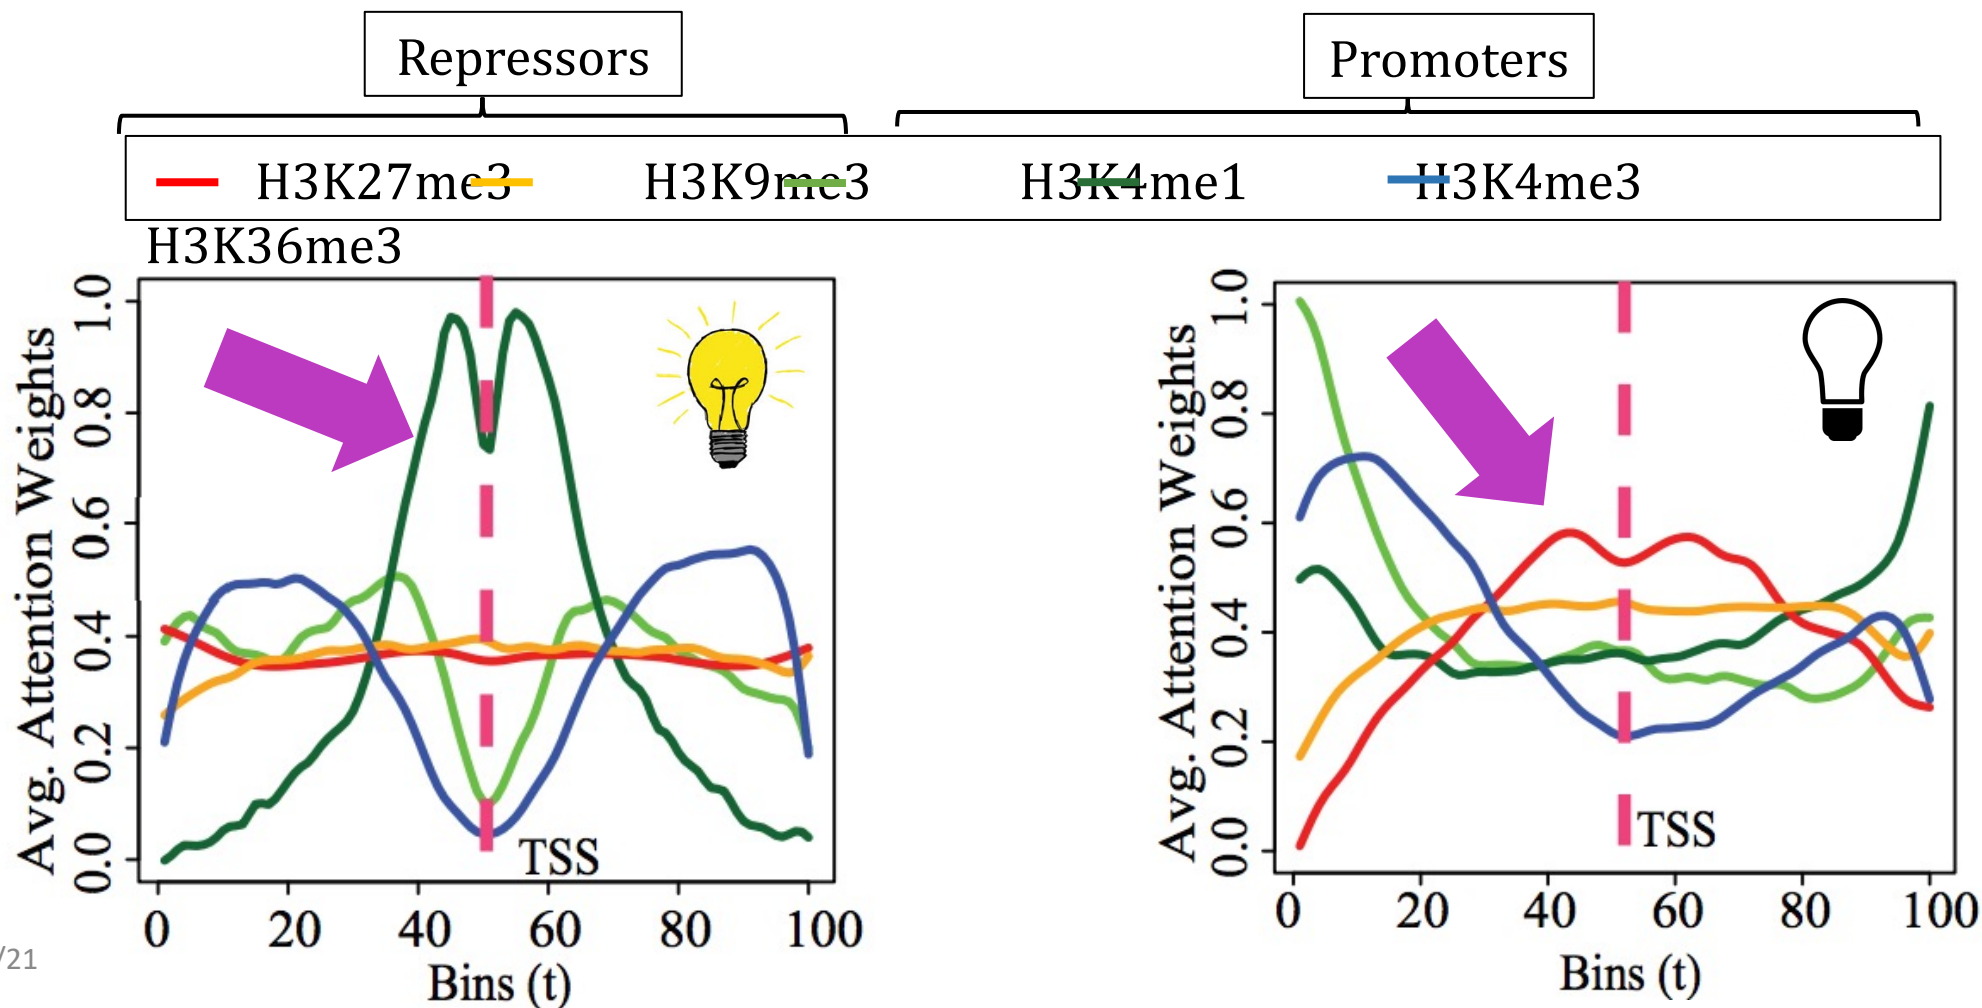 Repressors
Promoters
H3K27me3 H3K9me3 H3K4me1 H3K4me3
H3K36me3
Avg. Attention Weights
1.0
0.8
0.6
0.4
0.2
0.0
TSS
0 20 40 60 80 100
Bins (t)
Avg. Attention Weights
1.0
0.8
0.6
0.4
0.2
0.0
TSS
0 20 40 60 80 100
Bins (t)
/21